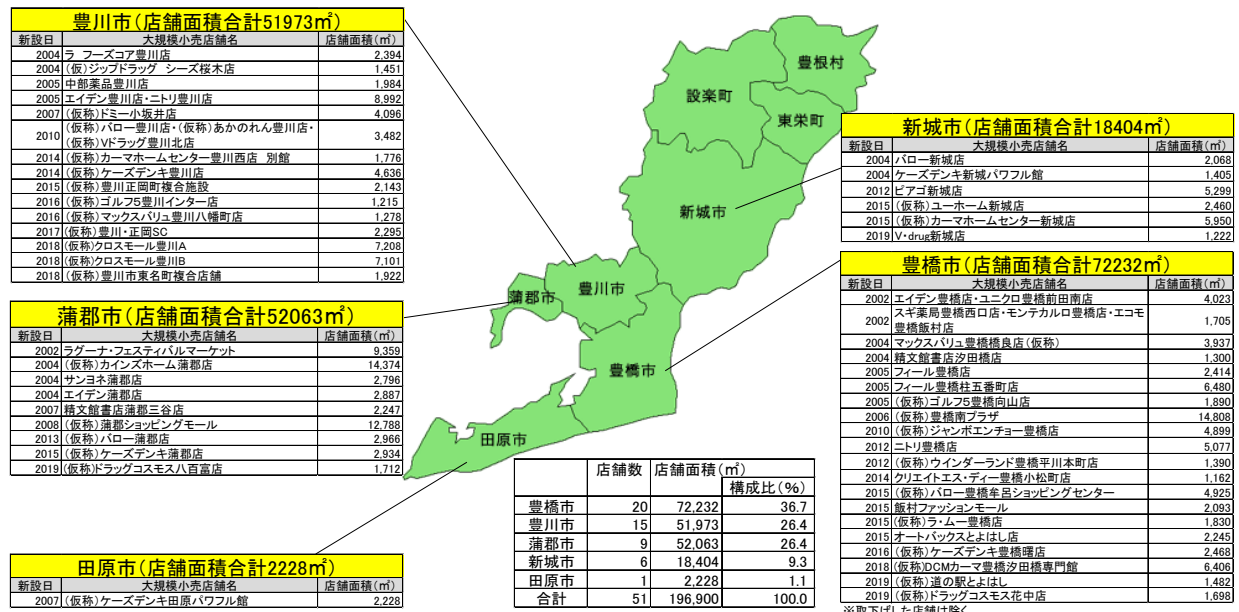 豊川市(店舗面積合計51973㎡)
新設日 大規模小売店舗名 店舗面積(㎡)
2004 ラ フーズコア豊川店 2,394
2004 (仮)ジップドラッグ シーズ桜木店 1,451
2005 中部薬品豊川店 1,984
2005 エイデン豊川店・ニトリ豊川店 8,992
2007 (仮称)ドミー小坂井店 4,096
2010 (仮称)バロー豊川店・(仮称)あかのれん豊川店・
(仮称)Vドラッグ豊川北店 3,482
2014 (仮称)カーマホームセンター豊川西店 別館 1,776
2014 (仮称)ケーズデンキ豊川店 4,636
2015 (仮称)豊川正岡町複合施設 2,143
2016 (仮称)ゴルフ5豊川インター店 1,215
2016 (仮称)マックスバリュ豊川八幡町店 1,278
2017 (仮称)豊川・正岡SC 2,295
2018 (仮称)クロスモール豊川A 7,208
2018 (仮称)クロスモール豊川B 7,101
2018 (仮称)豊川市東名町複合店舗 1,922
蒲郡市(店舗面積合計52063㎡)
新設日 大規模小売店舗名 店舗面積(㎡)
2002 ラグーナ・フェスティバルマーケット 9,359
2004 (仮称)カインズホーム蒲郡店 14,374
2004 サンヨネ蒲郡店 2,796
2004 エイデン蒲郡店 2,887
2007 精文館書店蒲郡三谷店 2,247
2008 (仮称)蒲郡ショッピングモール 12,788
2013 (仮称)バロー蒲郡店 2,966
2015 (仮称)ケーズデンキ蒲郡店 2,934
2019 (仮称)ドラッグコスモス八百富店 1,712
田原市(店舗面積合計2228㎡)
新設日 大規模小売店舗名 店舗面積(㎡)
2007 (仮称)ケーズデンキ田原パワフル館 2,228
豊根村
設楽町
東栄町
新城市
豊川市
蒲郡市
豊橋市
田原市
店舗数 店舗面積(㎡)
構成比(%)
豊橋市 20 72,232 36.7
豊川市 15 51,973 26.4
蒲郡市 9 52,063 26.4
新城市 6 18,404 9.3
田原市 1 2,228 1.1
合計 51 196,900 100.0
新城市(店舗面積合計18404㎡)
新設日 大規模小売店舗名 店舗面積(㎡)
2004 バロー新城店 2,068
2004 ケーズデンキ新城パワフル館 1,405
2012 ピアゴ新城店 5,299
2015 (仮称)ユーホーム新城店 2,460
2015 (仮称)カーマホームセンター新城店 5,950
2019 V・drug新城店 1,222
豊橋市(店舗面積合計72232㎡)
新設日 大規模小売店舗名 店舗面積(㎡)
2002 エイデン豊橋店・ユニクロ豊橋前田南店 4,023
2002 スギ薬局豊橋西口店・モンテカルロ豊橋店・エコモ
豊橋飯村店 1,705
2004 マックスバリュ豊橋橋良店(仮称) 3,937
2004 精文館書店汐田橋店 1,300
2005 フィール豊橋店 2,414
2005 フィール豊橋柱五番町店 6,480
2005 (仮称)ゴルフ5豊橋向山店 1,890
2006 (仮称)豊橋南プラザ 14,808
2010 (仮称)ジャンボエンチョー豊橋店 4,899
2012 ニトリ豊橋店 5,077
2012 (仮称)ウインダーランド豊橋平川本町店 1,390
2014 クリエイトエス・ディー豊橋小松町店 1,162
2015 (仮称)バロー豊橋牟呂ショッピングセンター 4,925
2015 飯村ファッションモール 2,093
2015 (仮称)ラ・ムー豊橋店 1,830
2015 オートバックスとよはし店 2,245
2016 (仮称)ケーズデンキ豊橋曙店 2,468
2018 (仮称)DCMカーマ豊橋汐田橋専門館 6,406
2019 (仮称)道の駅とよはし 1,482
2019 (仮称)ドラッグコスモス花中店 1,698
※取下げした店舗は除く